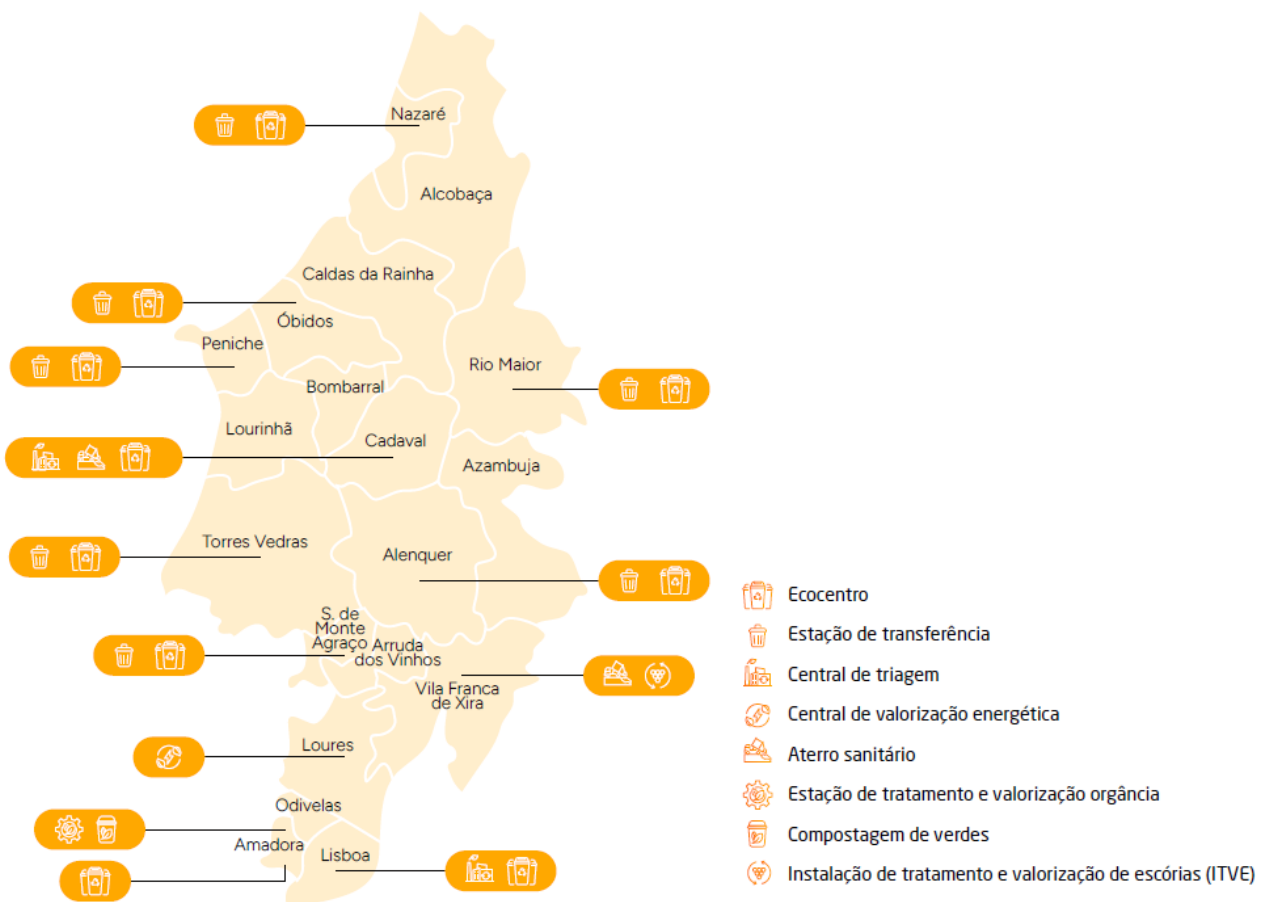 Nazaré
Alcobaça
Caldas da Rainha
Óbidos
Peniche
Rio Maior
Bombarral
Lourinhã
Cadaval
Azambuja
Torres Vedras
Alenquer
S. de
Monte
Agraço
Arruda
dos Vinhos
Vila Franca
de Xira
Loures
Odivelas
Amadora
Lisboa
Ecocentro
Estação de transferência
Central de triagem
Central de valorização energética
Aterro sanitário
Estação de tratamento e valorização orgância
Compostagem de verdes
Instalação de tratamento e valorização de escórias (ITVE)